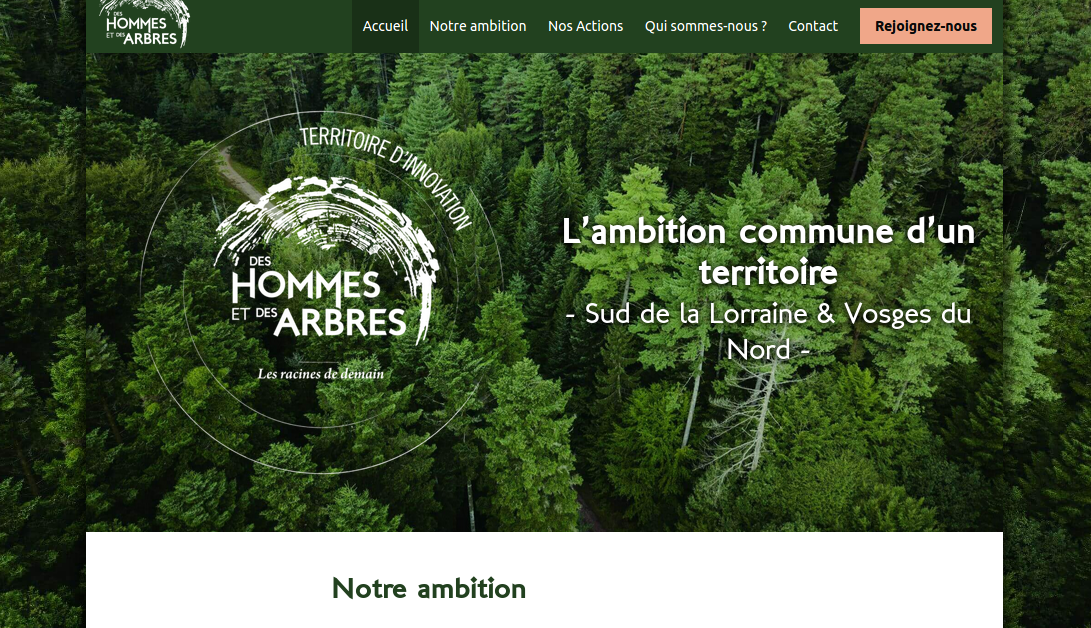 DES
HOMMES
ET DES ARBRES
Accueil Notre ambition Nos Actions Qui sommes-nous ? Contact Rejoignez-nous
TERRITOIRE D'INNOVATION
DES
HOMMES
ET DES ARBRES
Les racines de demain
L'ambition commune d'un
territoire
- Sud de la Lorraine & Vosges du
Nord -
Notre ambition